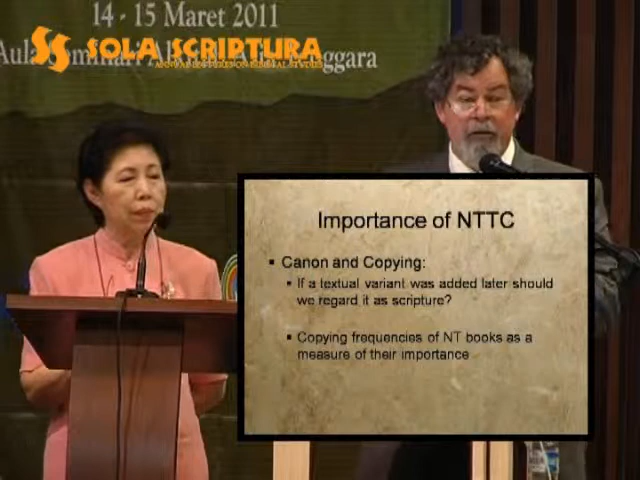 14 - 15 Maret 2011
SOLA SCRIPTURA
Importance of NTTC
Canon and Copying:
If a textual variant was added later should
we regard it as scripture?
Copying frequencies of NT books as a
measure of their importance